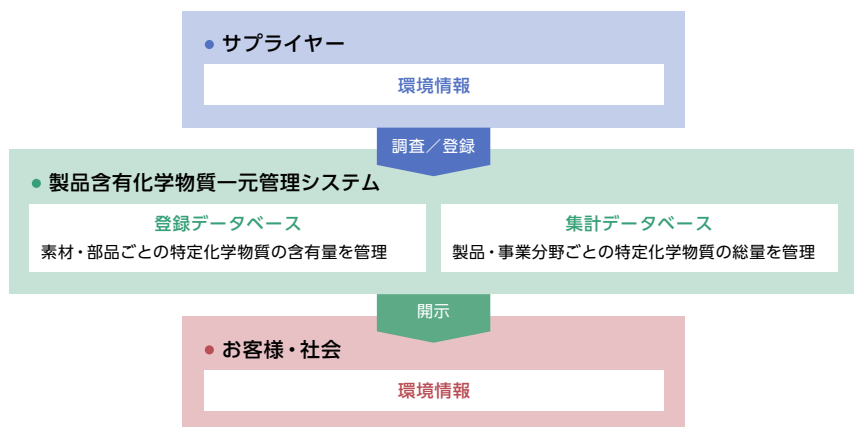 ● サプライヤー
環境情報
調査／登録
● 製品含有化学物質一元管理システム
登録データベース
素材・部品ごとの特定化学物質の含有量を管理
集計データベース
製品・事業分野ごとの特定化学物質の総量を管理
開示
● お客様・社会
環境情報